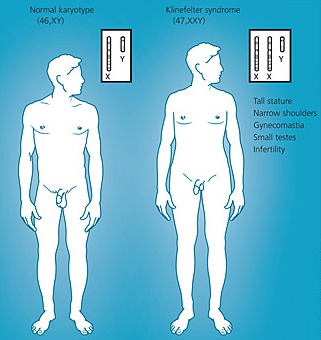 Normal karyotype
(46,XY)
X
Y
Klinefelter syndrome
(47,XXY)
X X
Y
Tall stature
Narrow shoulders
Gynecomastia
Small testes
Infertility